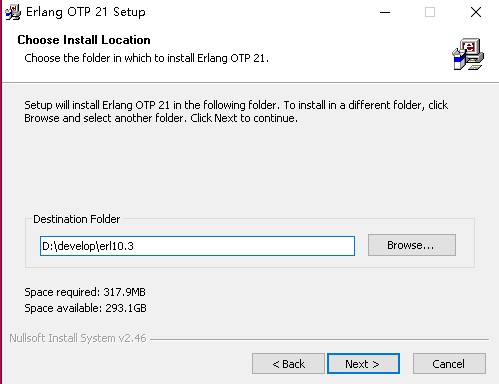 Erlang OTP 21 Setup
Choose Install Location
Choose the folder in which to install Erlang OTP 21.
Setup will install Erlang OTP 21 in the following folder. To install in a different folder, click
Browse and select another folder. Click Next to continue.
Destination Folder
D:\develop\erl10.3
Browse...
Space required: 317.9MB
Space available: 293.1GB
Nullsoft Install System v2.46
< Back
Next >
Cancel